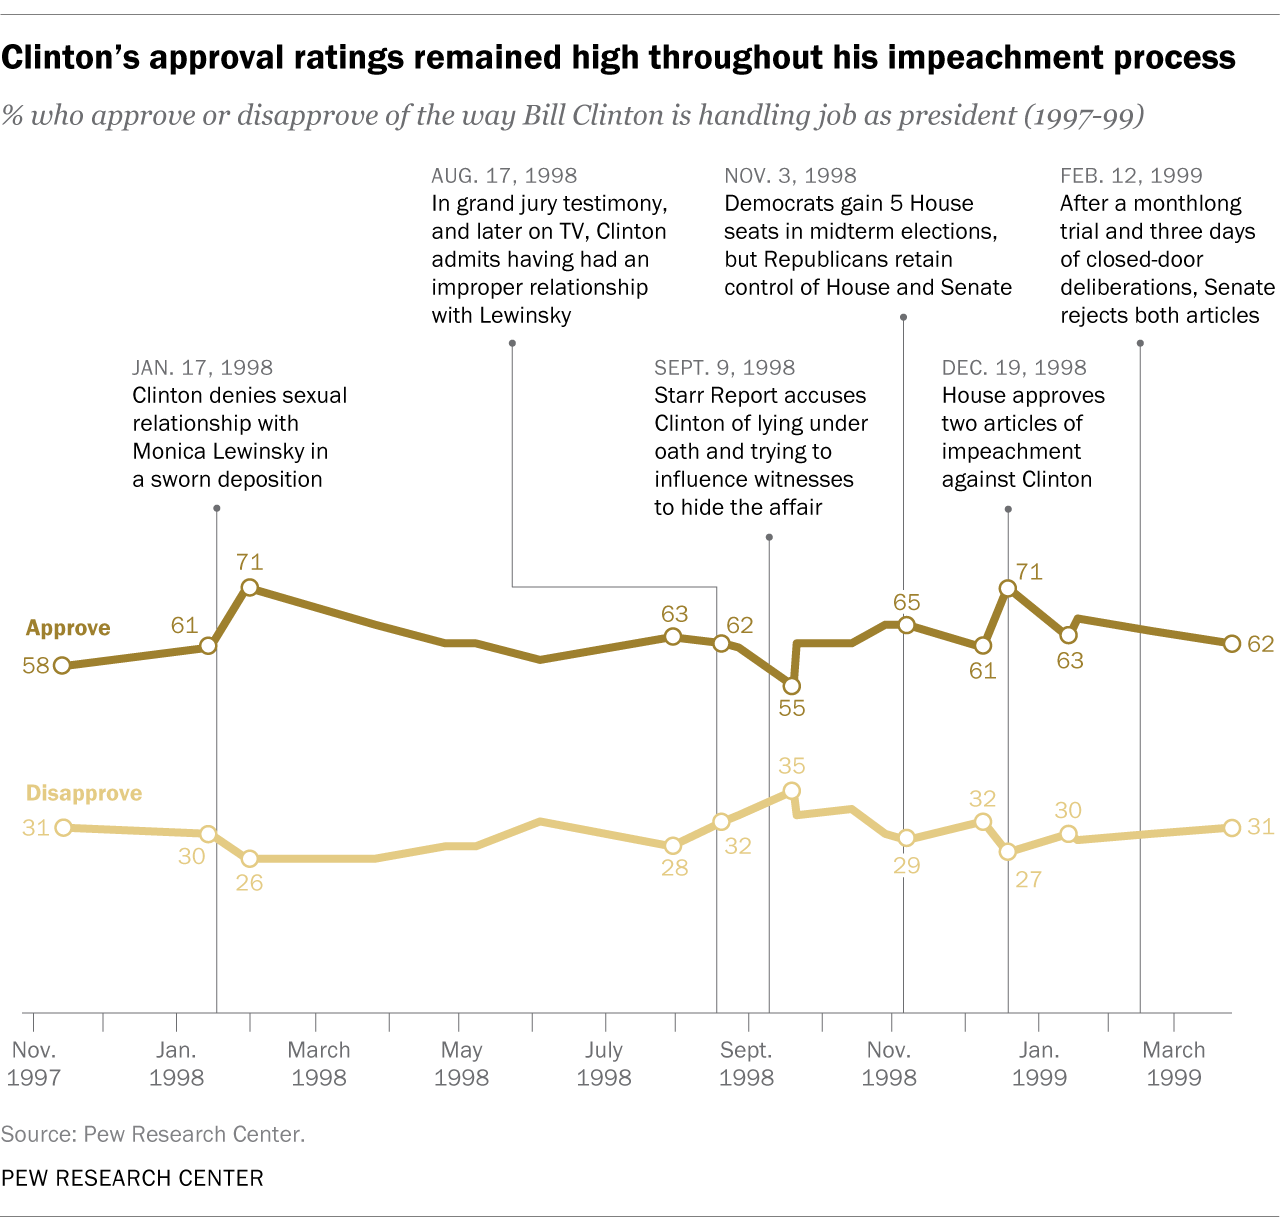 Clinton’s approval ratings remained high throughout his impeachment process
% who approve or disapprove of the way Bill Clinton is handling job as president (1997-99)
AUG. 17, 1998
In grand jury testimony,
and later on TV, Clinton
admits having had an
improper relationship
with Lewinsky
NOV. 3, 1998
Democrats gain 5 House
seats in midterm elections,
but Republicans retain
control of House and Senate
FEB. 12, 1999
After a monthlong
trial and three days
of closed-door
deliberations, Senate
rejects both articles
JAN. 17, 1998
Clinton denies sexual
relationship with
Monica Lewinsky in
a sworn deposition
SEPT. 9, 1998
Starr Report accuses
Clinton of lying under
oath and trying to
influence witnesses
to hide the affair
DEC. 19, 1998
House approves
two articles of
impeachment
against Clinton
Approve
58
61
71
63
62
55
65
61
71
63
62
Disapprove
31
30
26
28
32
35
29
32
27
30
31
Nov.
1997
Jan.
1998
March
1998
May
1998
July
1998
Sept.
1998
Nov.
1998
Jan.
1999
March
1999
Source: Pew Research Center.
PEW RESEARCH CENTER